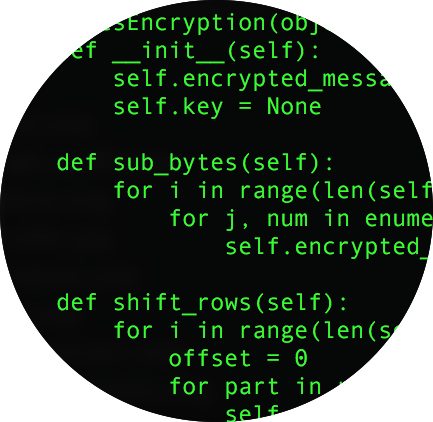 sEncryption(obj
ef __init__(self):
self.encrypted_messa
self.key = None
def sub_bytes(self):
for i in range(len(self
for j, num in enume
self.encrypted_
def shift_rows(self):
for i in range(len(se
offset = 0
for part in
self